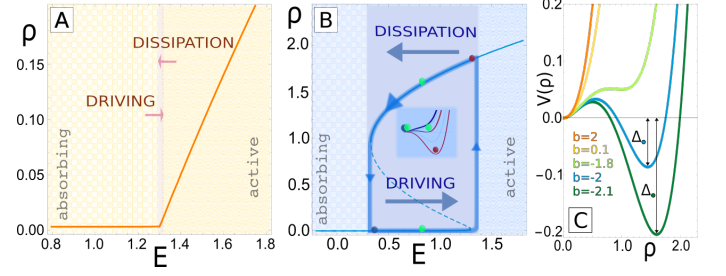 A
ρ
0.15
0.10
0.05
0.00
DISSIPATION
DRIVING
absorbing
active
0.8 1.0 1.2 1.4 1.6 1.8
E
B
ρ
2.0
1.5
1.0
0.5
0.0
DISSIPATION
DRIVING
absorbing
active
0.0 0.5 1.0 1.5
E
C
V(ρ)
0.2
0.1
0.0
−0.1
−0.2
b=2
b=0.1
b=-1.8
b=-2
b=-2.1
Δ
Δ
0 1 2
ρ